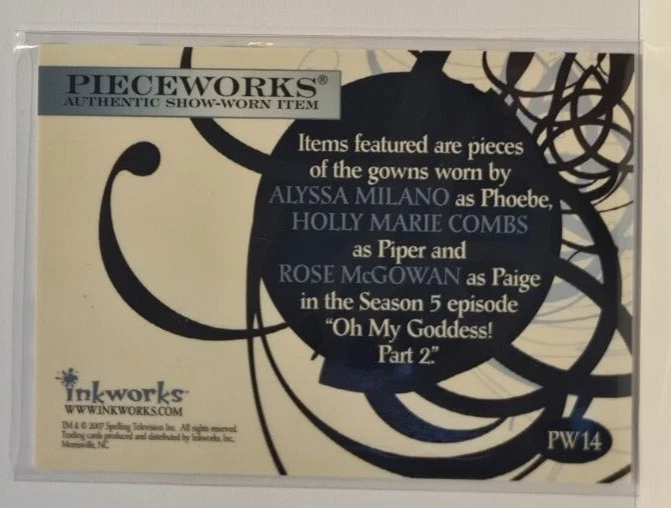 PIECEWORKS®
AUTHENTIC SHOW-WORN ITEM
Items featured are pieces
of the gowns worn by
ALYSSA MILANO as Phoebe,
HOLLY MARIE COMBS
as Piper and
ROSE McGOWAN as Paige
in the Season 5 episode
“Oh My Goddess!
Part 2.”
inkworks™
WWW.INKWORKS.COM
TM & © 2007 Spelling Television Inc. All rights reserved.
Trading cards produced and distributed by Inkworks, Inc.,
Morrisville, NC
PW14